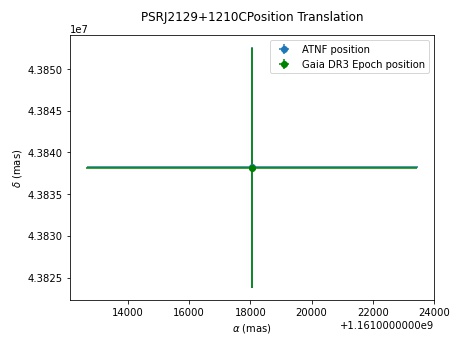 PSRJ2129+1210CPosition Translation
1e7
ATNF position
Gaia DR3 Epoch position
4.3850
4.3845
4.3840
4.3835
4.3830
4.3825
δ (mas)
14000 16000 18000 20000 22000 24000
α (mas)
+1.1610000000e9